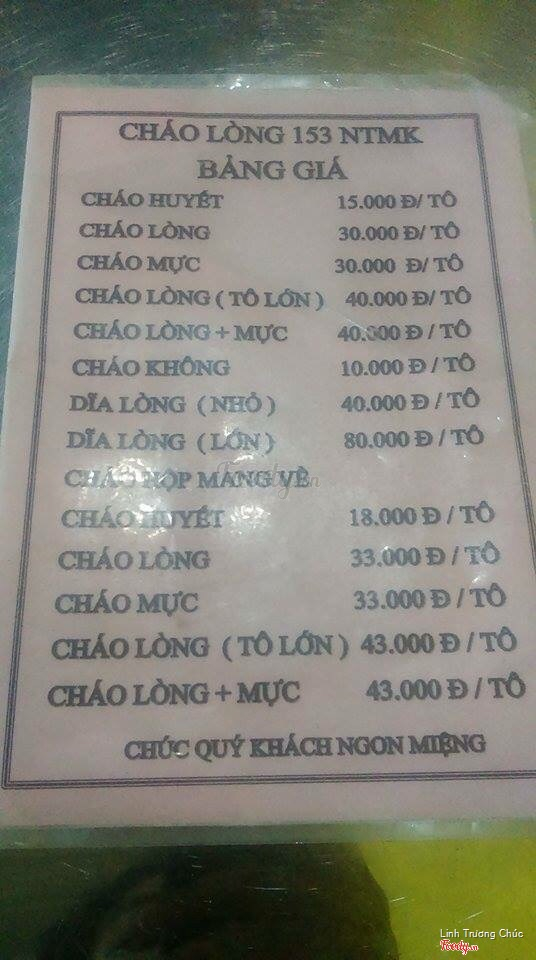 CHÁO LÒNG 153 NTMK
BẢNG GIÁ
CHÁO HUYẾT 15.000 Đ/ TÔ
CHÁO LÒNG 30.000 Đ/ TÔ
CHÁO MỰC 30.000 Đ/ TÔ
CHÁO LÒNG ( TÔ LỚN ) 40.000 Đ/ TÔ
CHÁO LÒNG + MỰC 40.000 Đ / TÔ
CHÁO KHÔNG 10.000 Đ / TÔ
DĨA LÒNG ( NHỎ ) 40.000 Đ / TÔ
DĨA LÒNG ( LỚN ) 80.000 Đ / TÔ
CHÁO HỘP MANG VỀ
CHÁO HUYẾT 18.000 Đ / TÔ
CHÁO LÒNG 33.000 Đ / TÔ
CHÁO MỰC 33.000 Đ / TÔ
CHÁO LÒNG ( TÔ LỚN ) 43.000 Đ / TÔ
CHÁO LÒNG + MỰC 43.000 Đ / TÔ
CHÚC QUÝ KHÁCH NGON MIỆNG
Linh Trương Chúc
Foody.vn